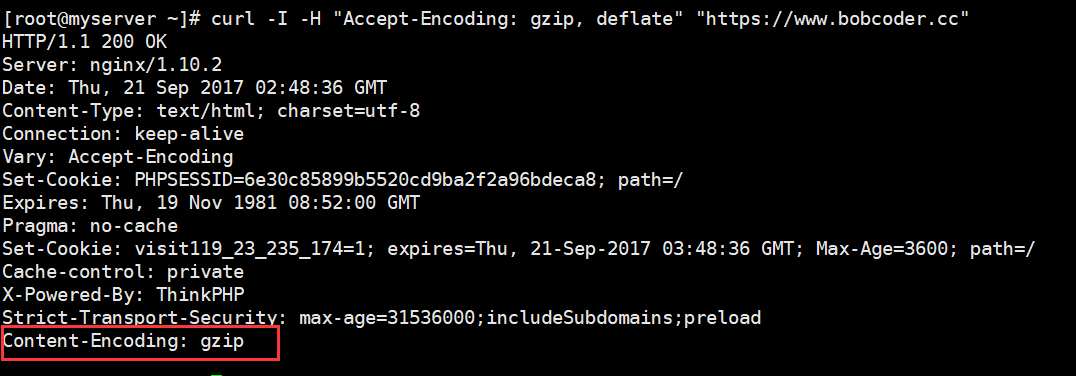 [root@myserver ~]# curl -I -H "Accept-Encoding: gzip, deflate" "https://www.bobcoder.cc"
HTTP/1.1 200 OK
Server: nginx/1.10.2
Date: Thu, 21 Sep 2017 02:48:36 GMT
Content-Type: text/html; charset=utf-8
Connection: keep-alive
Vary: Accept-Encoding
Set-Cookie: PHPSESSID=6e30c85899b5520cd9ba2f2a96bdeca8; path=/
Expires: Thu, 19 Nov 1981 08:52:00 GMT
Pragma: no-cache
Set-Cookie: visit119_23_235_174=1; expires=Thu, 21-Sep-2017 03:48:36 GMT; Max-Age=3600; path=/
Cache-control: private
X-Powered-By: ThinkPHP
Strict-Transport-Security: max-age=31536000;includeSubdomains;preload
Content-Encoding: gzip